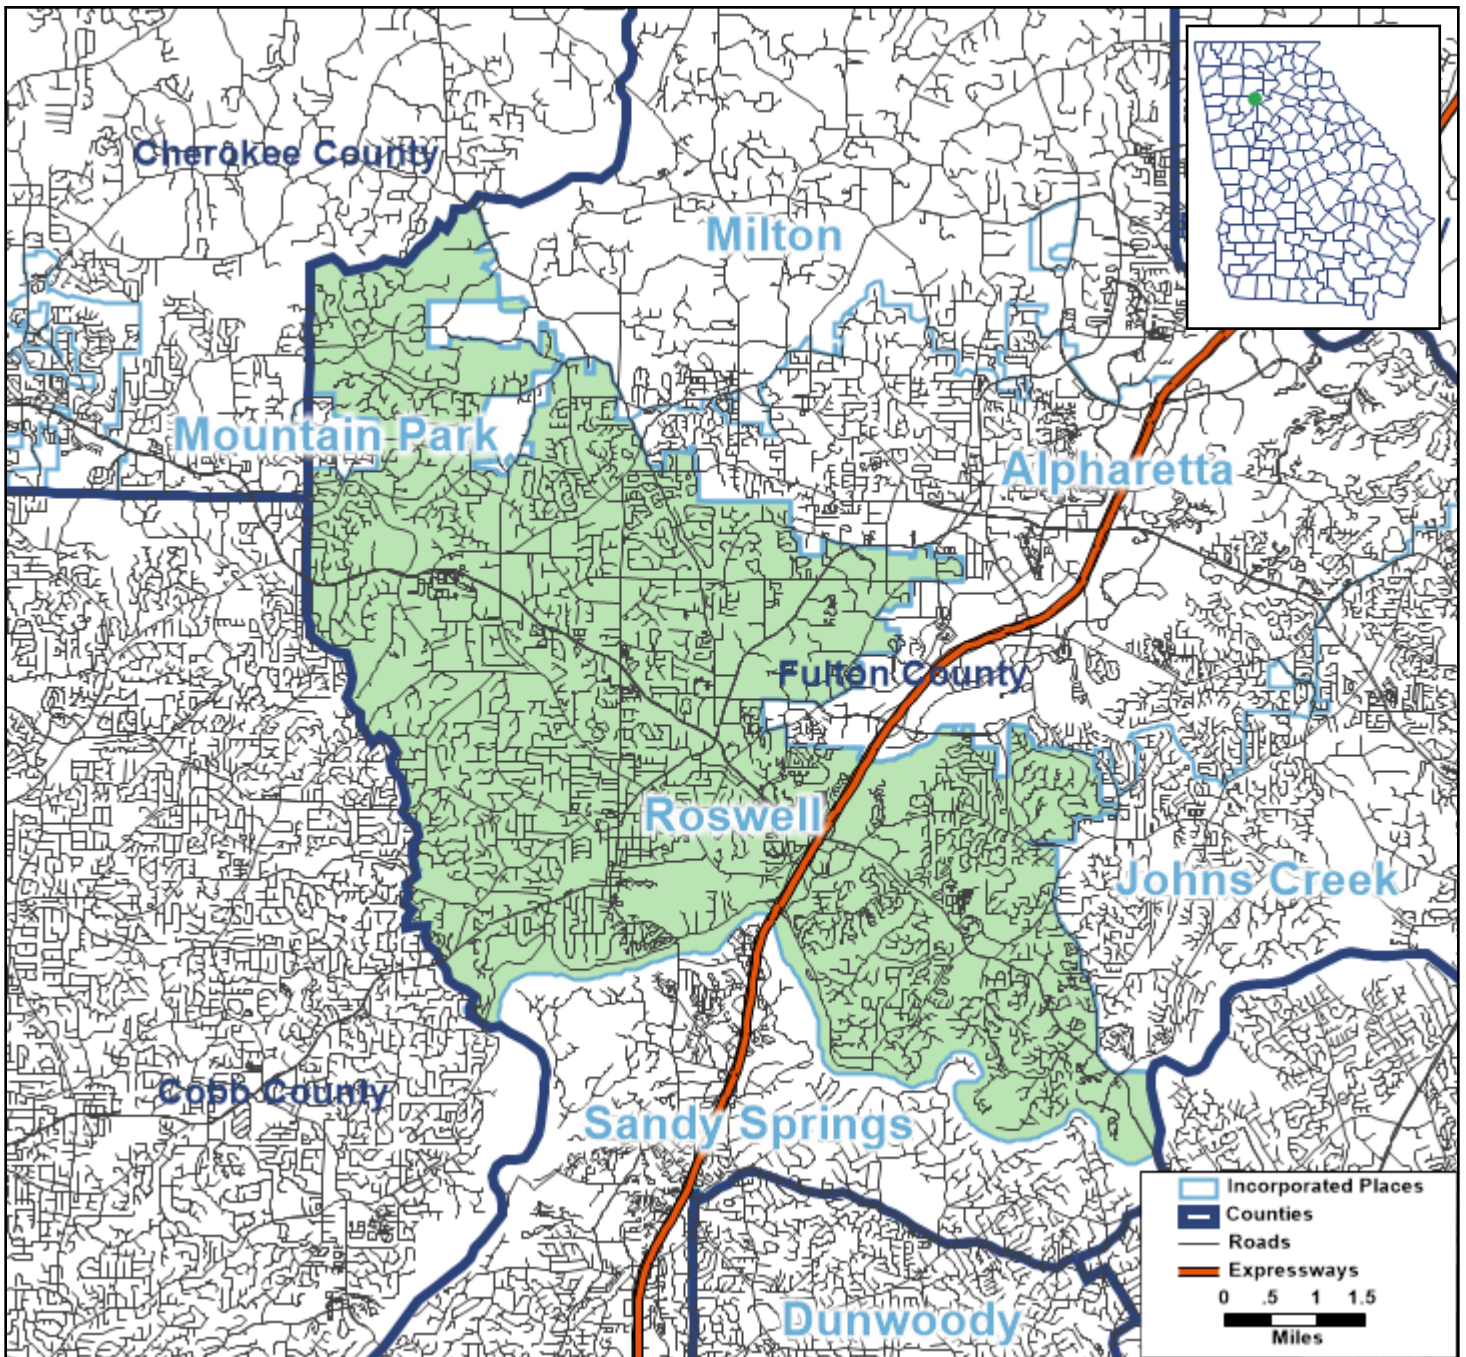 Cherokee County
Milton
Mountain Park
Alpharetta
Fulton County
Roswell
Johns Creek
Cobb County
Sandy Springs
Dunwoody
Incorporated Places
Counties
Roads
Expressways
0 .5 1 1.5
Miles